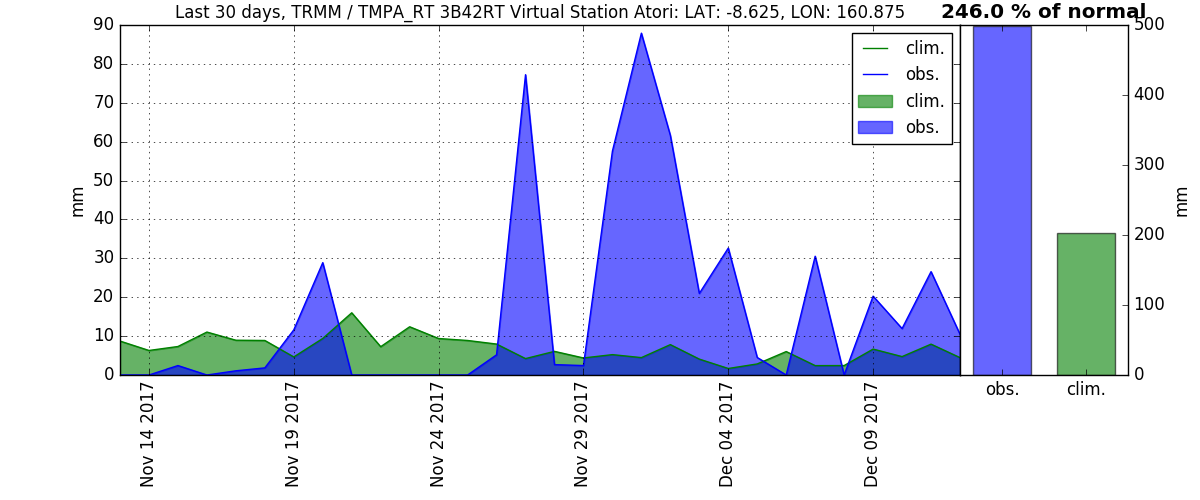 Last 30 days, TRMM / TMPA_RT 3B42RT Virtual Station Atori: LAT: -8.625, LON: 160.875
246.0 % of normal
90
80
70
60
50
40
30
20
10
0
mm
clim.
obs.
clim.
obs.
500
400
300
200
100
0
mm
obs.
clim.
Nov 14 2017
Nov 19 2017
Nov 24 2017
Nov 29 2017
Dec 04 2017
Dec 09 2017